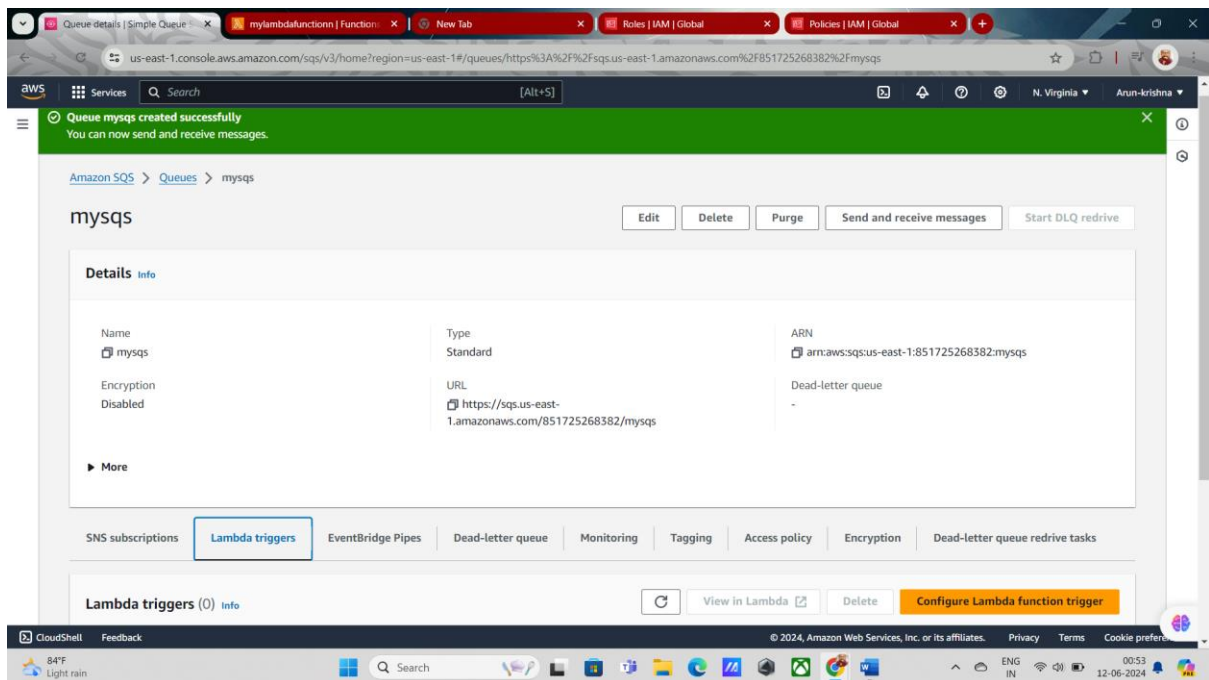 Queue details | Simple Queue S
mylambdafunctionn | Function
New Tab
Roles | IAM | Global
Policies | IAM | Global
us-east-1.console.aws.amazon.com/sqs/v3/home?region=us-east-1#/queues/https%3A%2F%2Fsqs.us-east-1.amazonaws.com%2F851725268382%2Fmysqs
aws Services Search [Alt+S] N. Virginia Arun-krishna
Queue mysqs created successfully
You can now send and receive messages.
Amazon SQS > Queues > mysqs
mysqs Edit Delete Purge Send and receive messages Start DLQ redrive
Details Info
Name Type ARN
mysqs Standard arn:aws:sqs:us-east-1:851725268382:mysqs
Encryption URL Dead-letter queue
Disabled https://sqs.us-east- -
1.amazonaws.com/851725268382/mysqs
More
SNS subscriptions Lambda triggers EventBridge Pipes Dead-letter queue Monitoring Tagging Access policy Encryption Dead-letter queue redrive tasks
Lambda triggers (0) Info View in Lambda Delete Configure Lambda function trigger
CloudShell Feedback © 2024, Amazon Web Services, Inc. or its affiliates. Privacy Terms Cookie prefere
84°F Search ENG 00:53
Light rain IN 12-06-2024